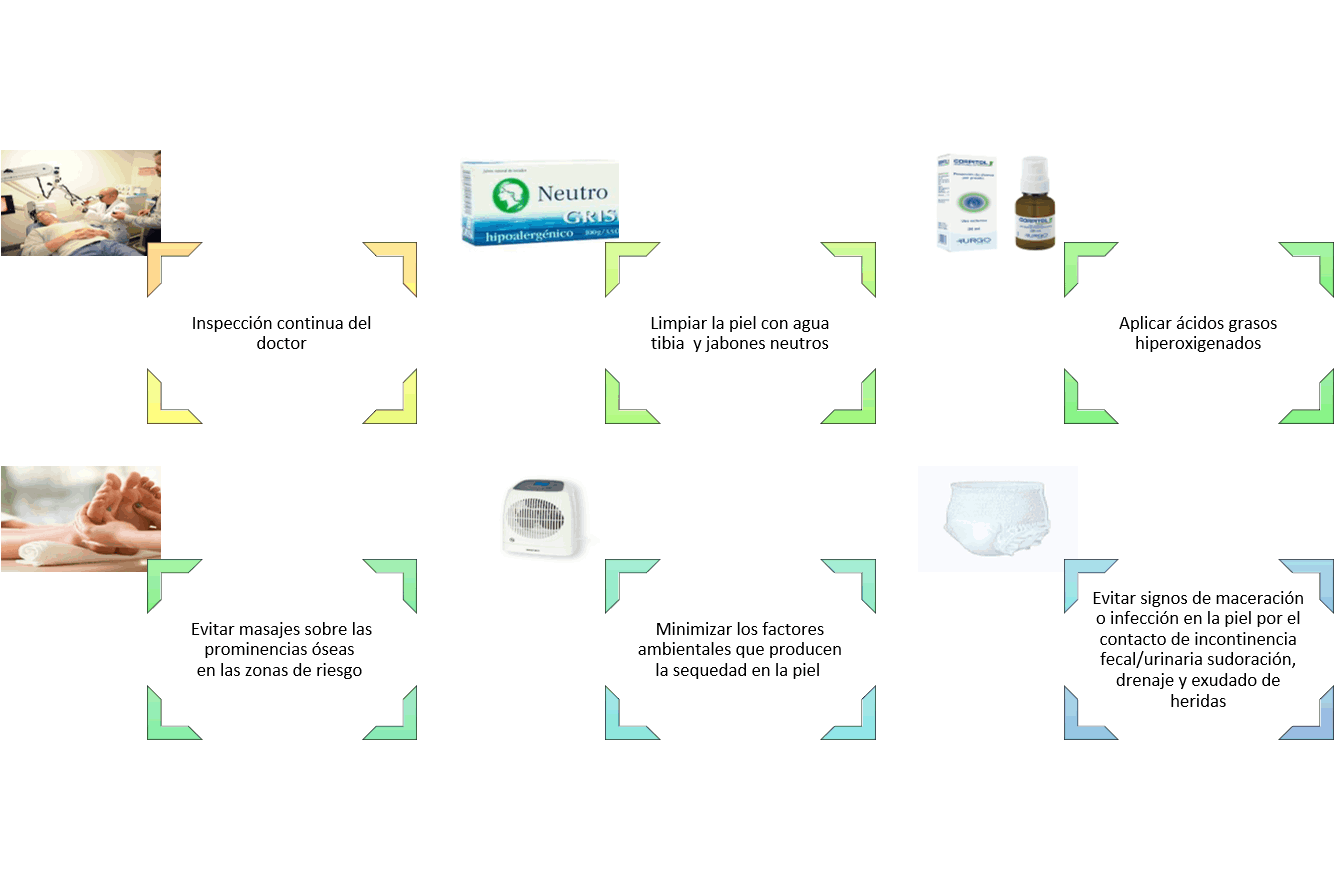 Neutro
GRIS
hipoalergénico
CORPITOL
URGO
CORPITOL
URGO
Inspección continua del
doctor
Limpiar la piel con agua
tibia  y jabones neutros
Aplicar ácidos grasos
hiperoxigenados
Evitar masajes sobre las
prominencias óseas
en las zonas de riesgo
Minimizar los factores
ambientales que producen
la sequedad en la piel
Evitar signos de maceración
o infección en la piel por el
contacto de incontinencia
fecal/urinaria sudoración,
drenaje y exudado de
heridas